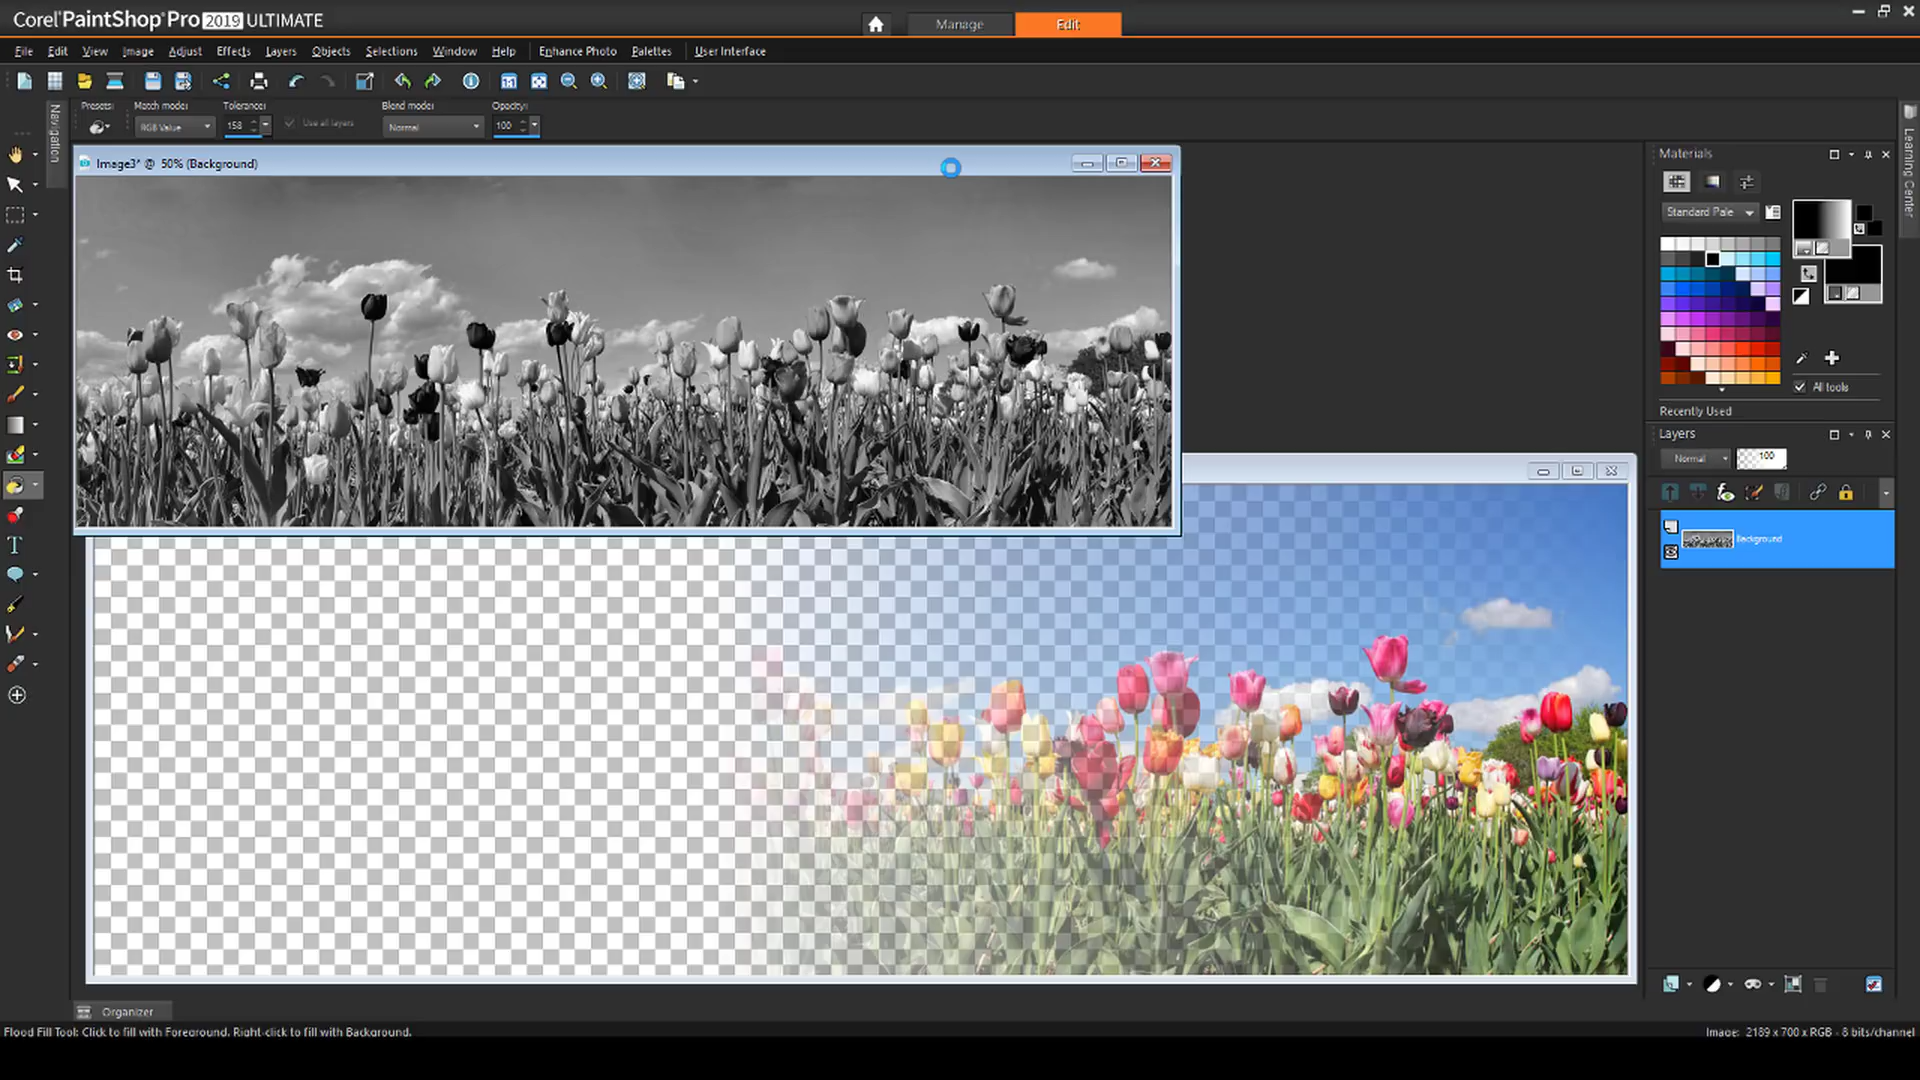 Corel PaintShop Pro 2019 ULTIMATE
Manage
Edit
File Edit View Image Adjust Effects Layers Objects Selections Window Help Enhance Photo Palettes User Interface
Presets: Match mode: Tolerance: Blend mode: Opacity:
RGB Value 158 Use all layers Normal 100
Navigation
Image3* @ 50% (Background)
Materials
Standard Pale
All tools
Recently Used
Layers
Normal 100
Background
Learning Center
Organizer
Flood Fill Tool: Click to fill with Foreground. Right-click to fill with Background.
Image: 2189 x 700 x RGB - 8 bits/channel